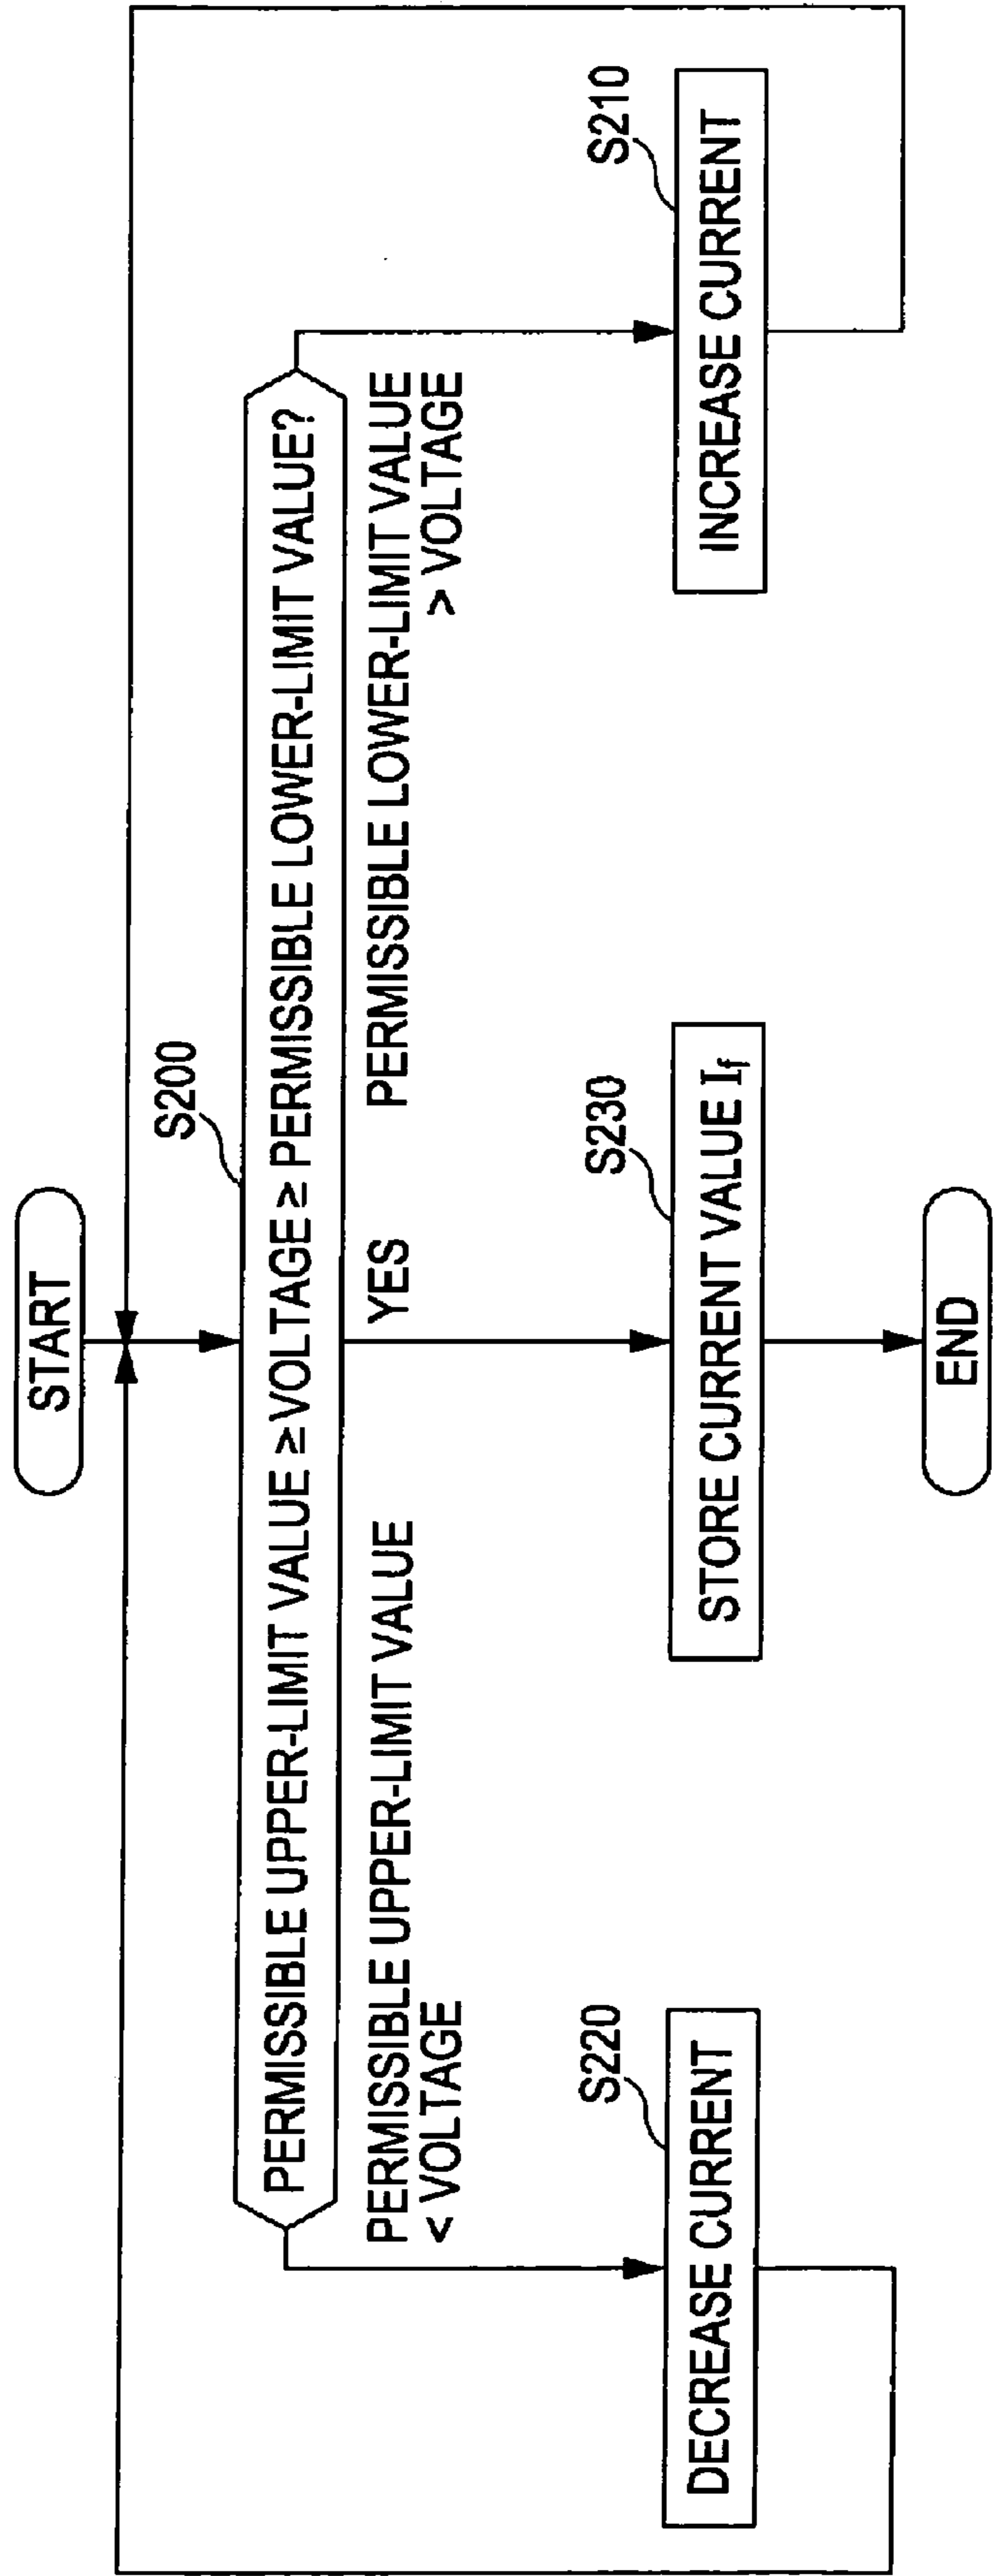 START
S200
PERMISSIBLE UPPER-LIMIT VALUE ≥ VOLTAGE ≥ PERMISSIBLE LOWER-LIMIT VALUE?
PERMISSIBLE UPPER-LIMIT VALUE
< VOLTAGE
YES
PERMISSIBLE LOWER-LIMIT VALUE
> VOLTAGE
S220
DECREASE CURRENT
S230
STORE CURRENT VALUE If
S210
INCREASE CURRENT
END